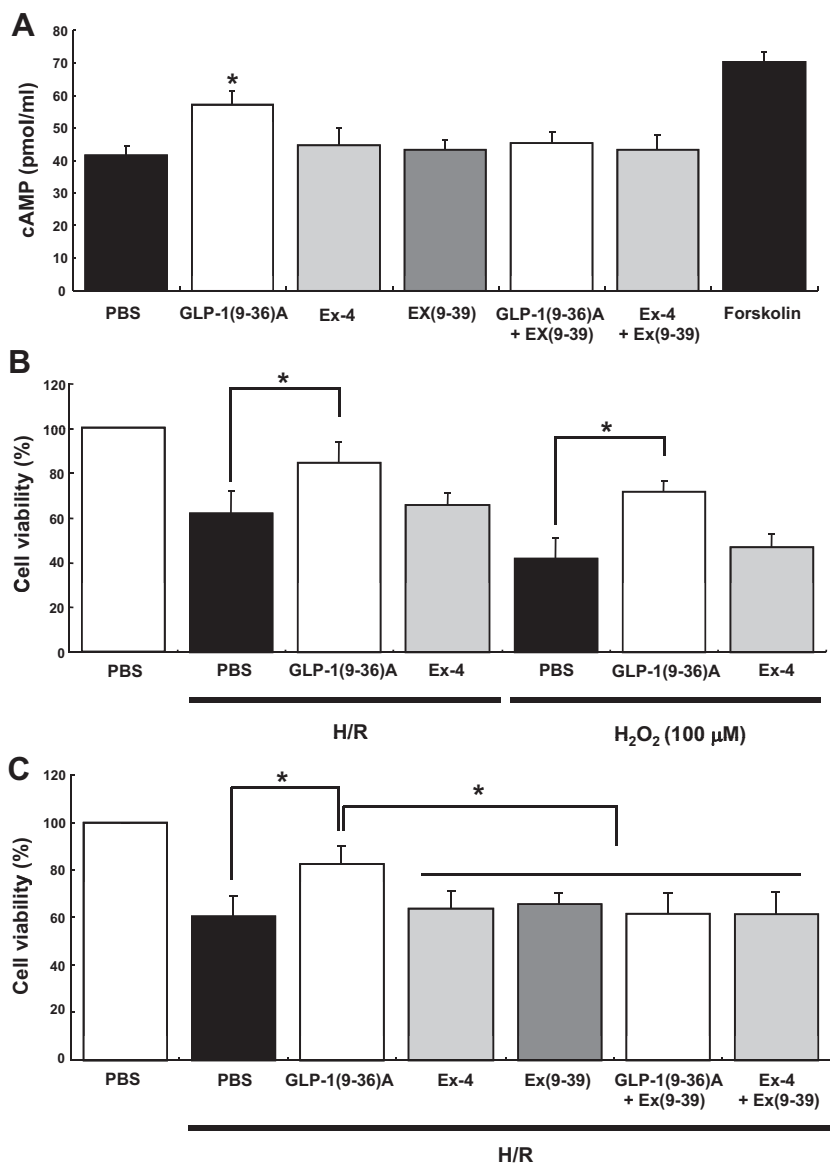 A
cAMP (pmol/ml)
80
70
60
50
40
30
20
10
0
*
PBS GLP-1(9-36)A Ex-4 EX(9-39) GLP-1(9-36)A + EX(9-39) Ex-4 + Ex(9-39) Forskolin
B
Cell viability (%)
120
100
80
60
40
20
0
*
*
PBS PBS GLP-1(9-36)A Ex-4 PBS GLP-1(9-36)A Ex-4
H/R H₂O₂ (100 µM)
C
Cell viability (%)
120
100
80
60
40
20
0
*
*
PBS PBS GLP-1(9-36)A Ex-4 Ex(9-39) GLP-1(9-36)A + Ex(9-39) Ex-4 + Ex(9-39)
H/R